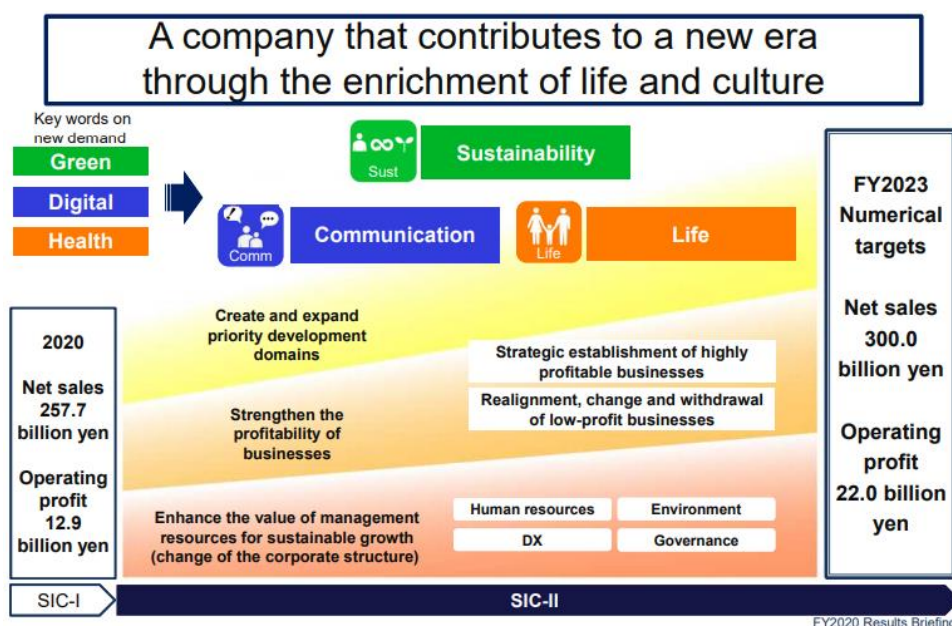 A company that contributes to a new era
through the enrichment of life and culture
Key words on
new demand
Green
Digital
Health
Sust
Sustainability
Comm
Communication
Life
Life
Create and expand
priority development
domains
Strengthen the
profitability of
businesses
Strategic establishment of highly
profitable businesses
Realignment, change and withdrawal
of low-profit businesses
Enhance the value of management
resources for sustainable growth
(change of the corporate structure)
Human resources
Environment
DX
Governance
2020
Net sales
257.7
billion yen
Operating
profit
12.9
billion yen
FY2023
Numerical
targets
Net sales
300.0
billion yen
Operating
profit
22.0 billion
yen
SIC-I
SIC-II
FY2020 Results Briefing